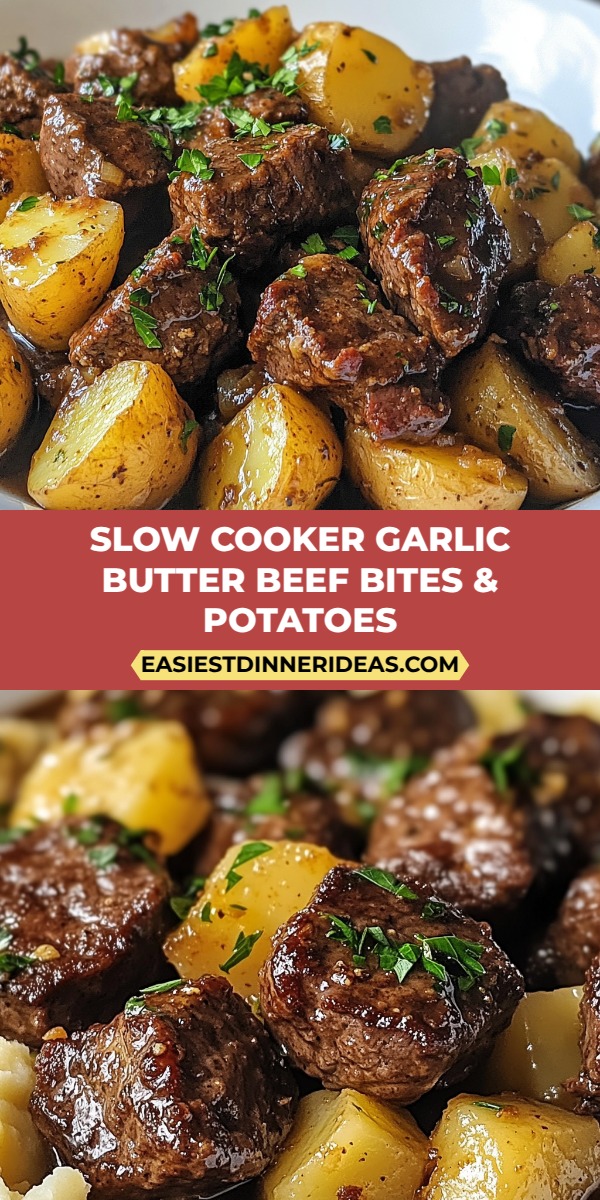 SLOW COOKER GARLIC
BUTTER BEEF BITES &
POTATOES
EASIESTDINNERIDEAS.COM